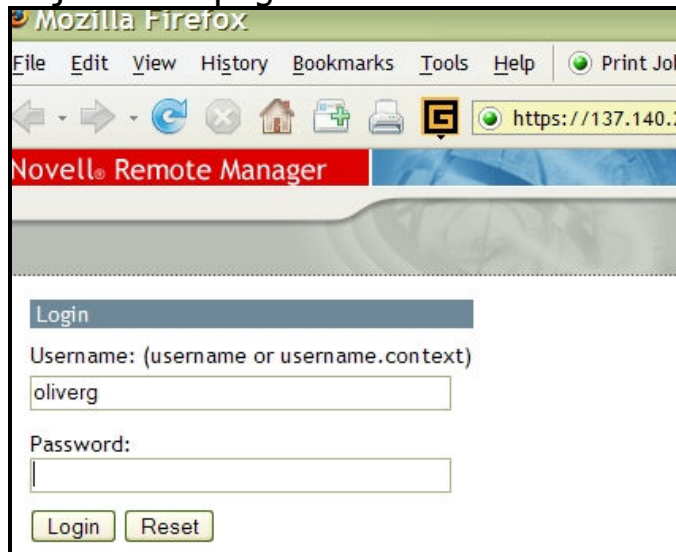 Mozilla Firefox
File Edit View History Bookmarks Tools Help Print Jo
G https://137.140.
Novell® Remote Manager
Login
Username: (username or username.context)
oliverg
Password:
Login Reset